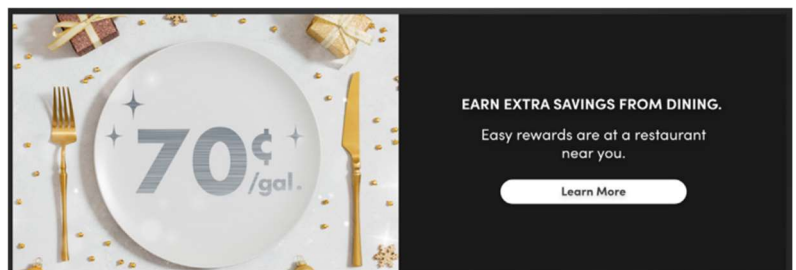 70¢
/gal.
EARN EXTRA SAVINGS FROM DINING.
Easy rewards are at a restaurant
near you.
Learn More